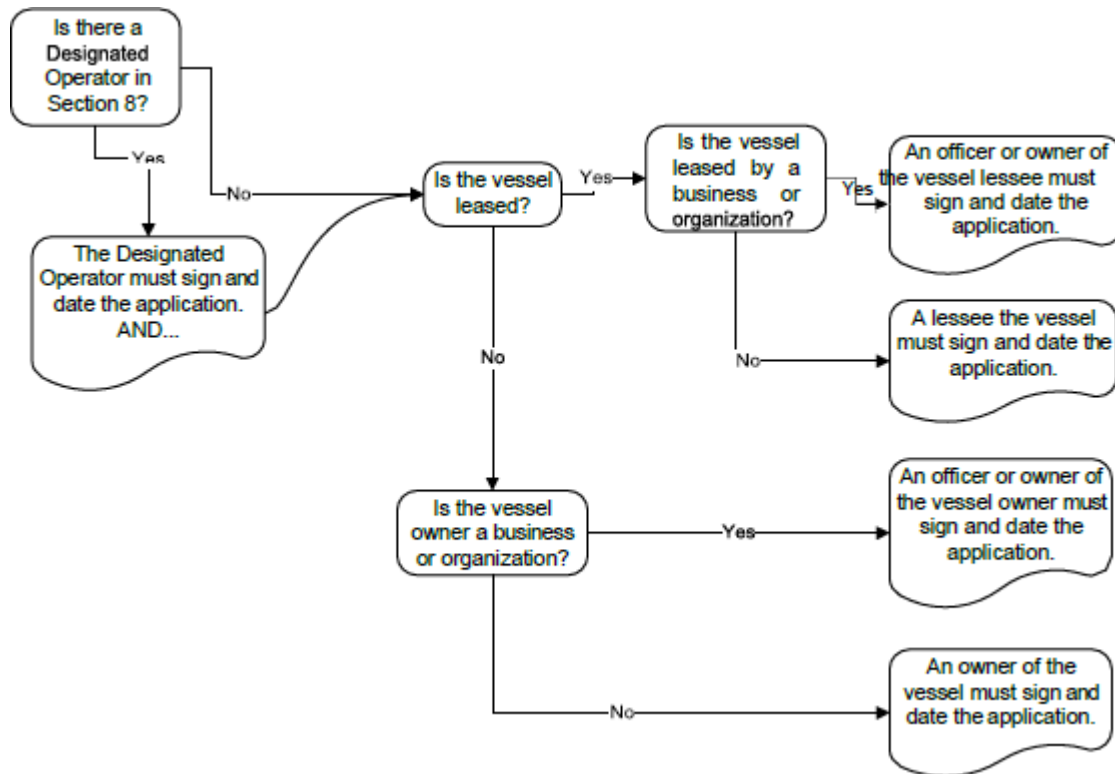 Is there a
Designated
Operator in
Section 8?
Yes
No
The Designated
Operator must sign and
date the application.
AND...
Is the vessel
leased?
Yes
Is the vessel
leased by a
business or
organization?
Yes
An officer or owner of
the vessel lessee must
sign and date the
application.
No
A lessee the vessel
must sign and date the
application.
No
Is the vessel
owner a business
or organization?
Yes
An officer or owner of
the vessel owner must
sign and date the
application.
No
An owner of the
vessel must sign and
date the application.